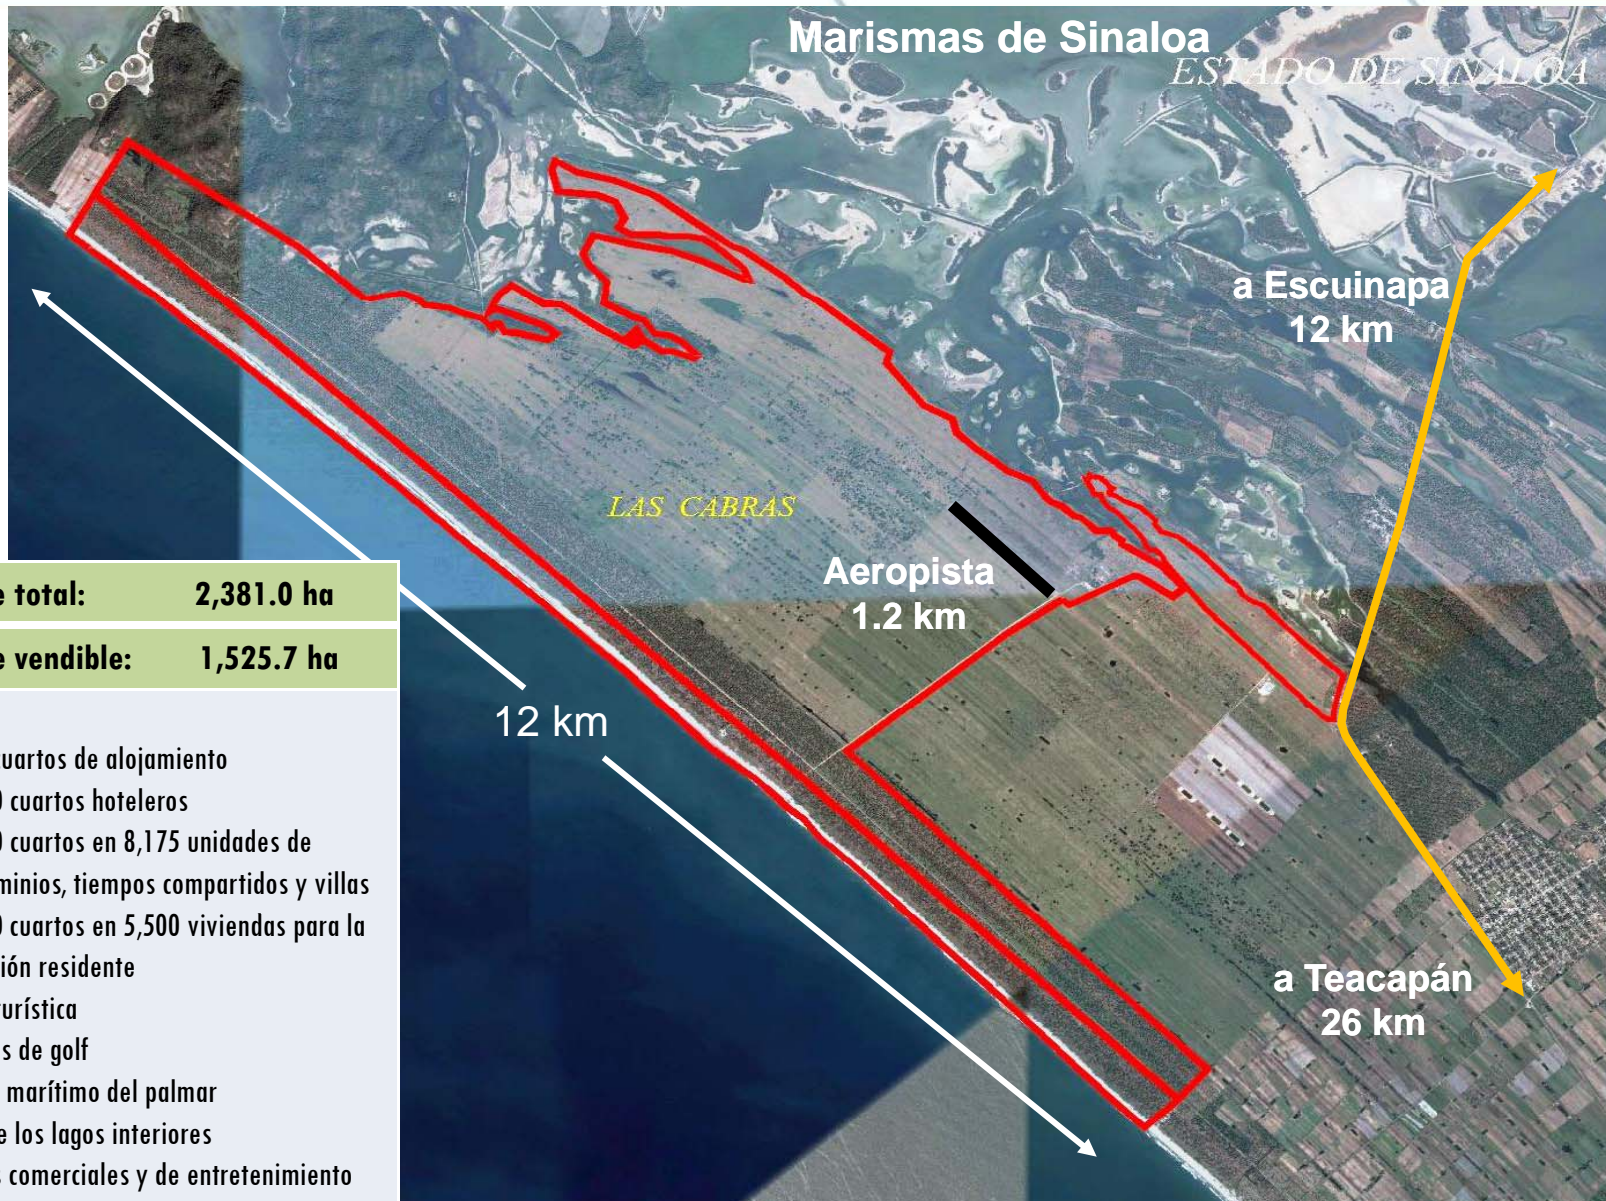 Marismas de Sinaloa
ESTADO DE SINALOA
a Escuinapa
12 km
LAS CABRAS
Aeropista
1.2 km
12 km
a Teacapán
26 km
e total: 2,381.0 ha
e vendible: 1,525.7 ha
uartos de alojamiento
0 cuartos hoteleros
0 cuartos en 8,175 unidades de
minios, tiempos compartidos y villas
0 cuartos en 5,500 viviendas para la
ión residente
urística
s de golf
marítimo del palmar
e los lagos interiores
s comerciales y de entretenimiento